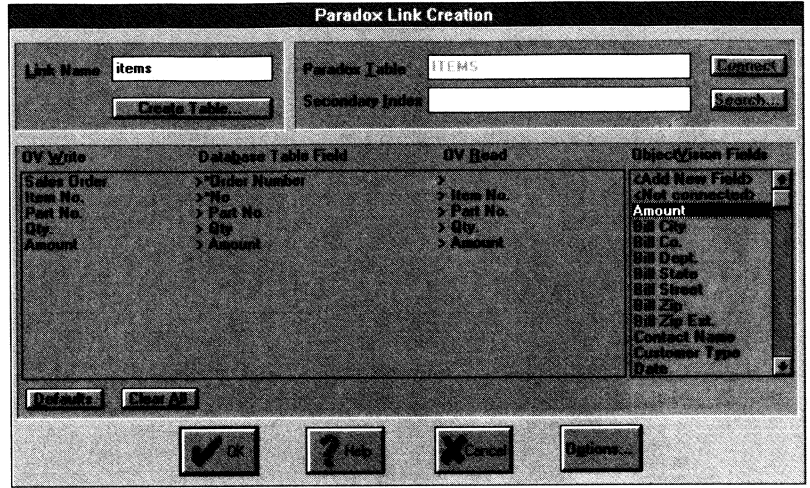 Paradox Link Creation
Link Name items
Create Table...
Paradox Table ITEMS Connect
Secondary Index Search...
OV Write Database Table Field OV Read ObjectVision Fields
Sales Order >*Order Number >
Item No. >*No > Item No.
Part No. > Part No > Part No.
Qty. > Qty > Qty.
Amount > Amount > Amount
<Add New Field>
<Not connected>
Amount
Bill City
Bill Co.
Bill Dept.
Bill State
Bill Street
Bill Zip
Bill Zip Ext.
Contact Name
Customer Type
Date
Defaults Clear All
OK Help Cancel Options...